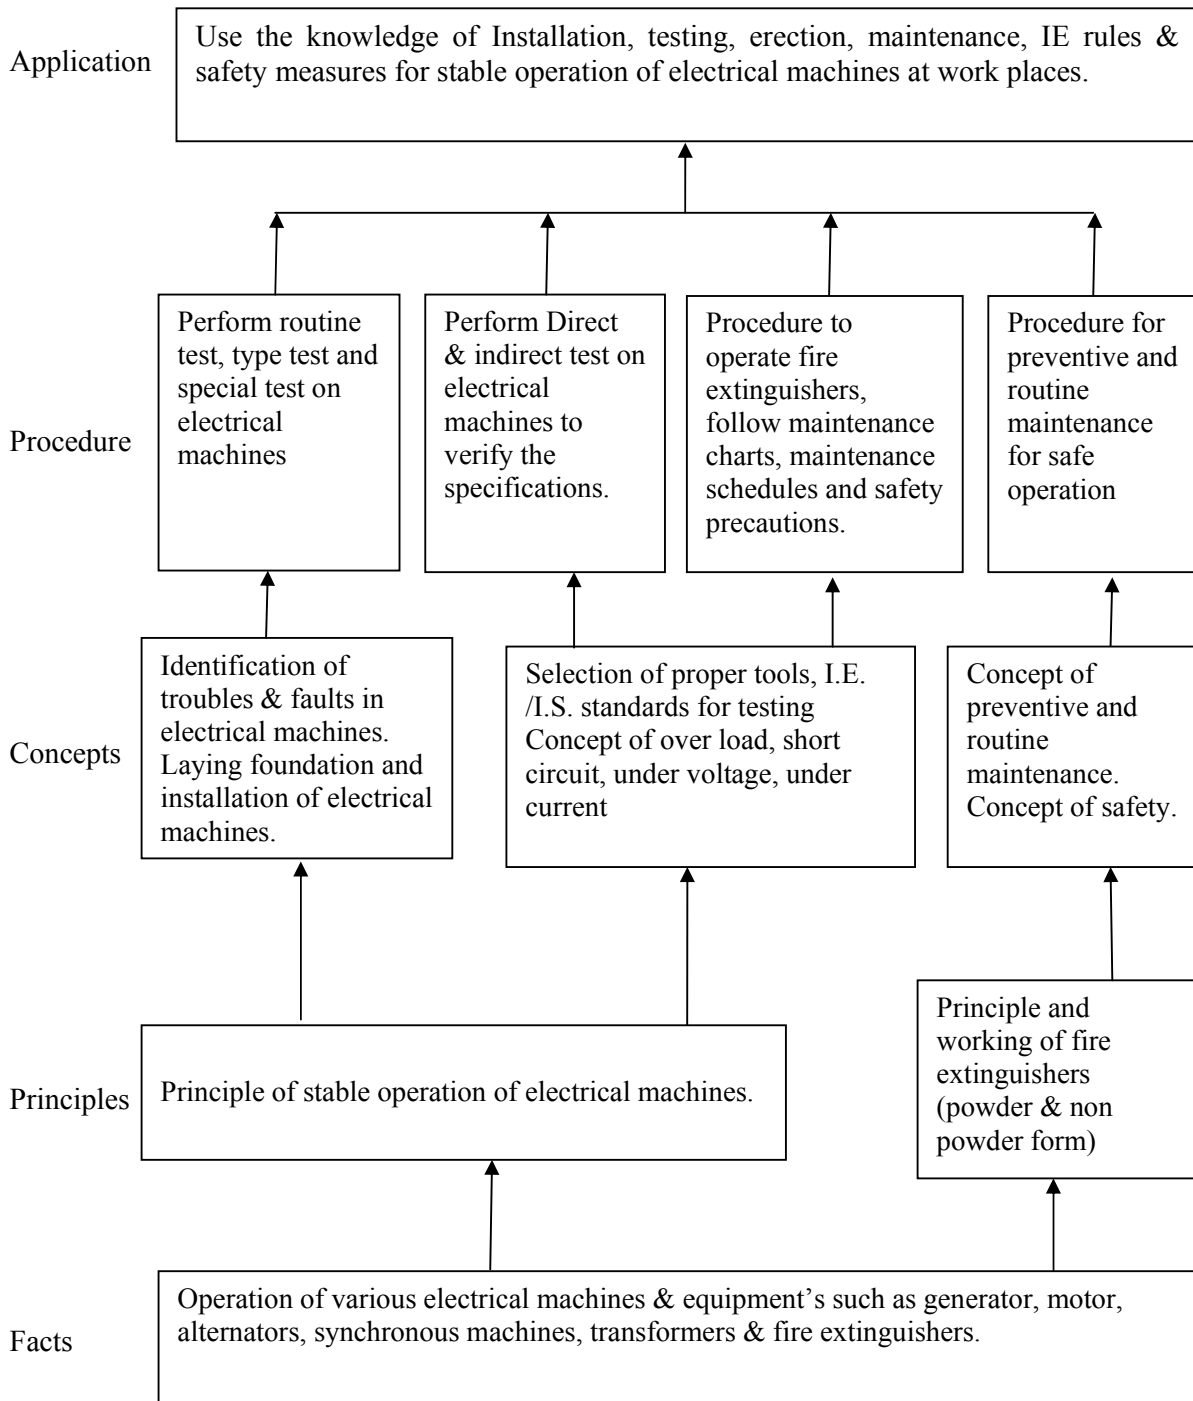 Application
Use the knowledge of Installation, testing, erection, maintenance, IE rules &
safety measures for stable operation of electrical machines at work places.
Procedure
Perform routine
test, type test and
special test on
electrical
machines
Perform Direct
& indirect test on
electrical
machines to
verify the
specifications.
Procedure to
operate fire
extinguishers,
follow maintenance
charts, maintenance
schedules and safety
precautions.
Procedure for
preventive and
routine
maintenance
for safe
operation
Concepts
Identification of
troubles & faults in
electrical machines.
Laying foundation and
installation of electrical
machines.
Selection of proper tools, I.E.
/I.S. standards for testing
Concept of over load, short
circuit, under voltage, under
current
Concept of
preventive and
routine
maintenance.
Concept of safety.
Principles
Principle of stable operation of electrical machines.
Principle and
working of fire
extinguishers
(powder & non
powder form)
Facts
Operation of various electrical machines & equipment’s such as generator, motor,
alternators, synchronous machines, transformers & fire extinguishers.